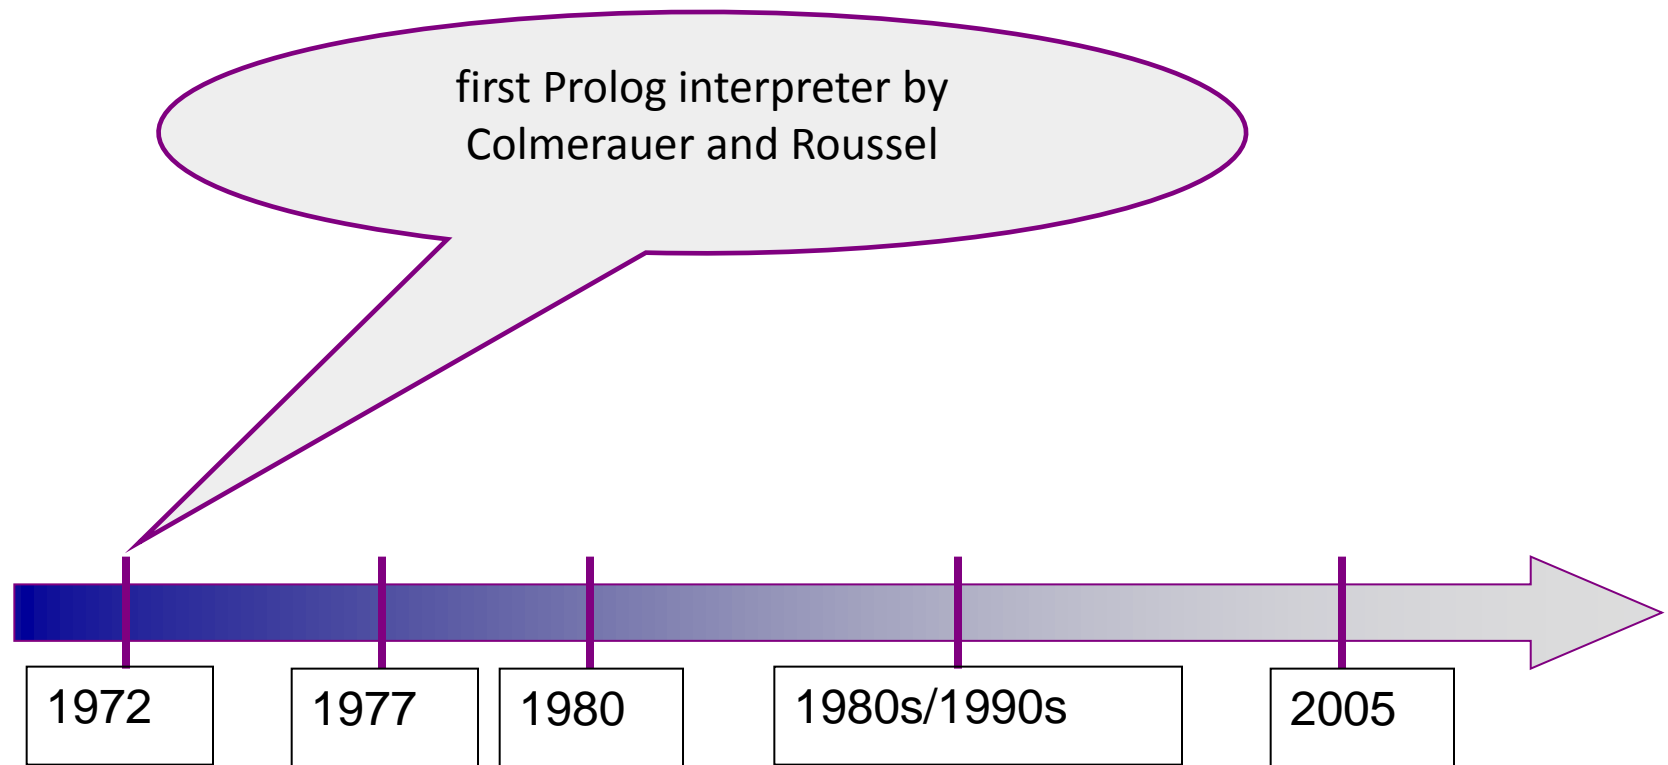 first Prolog interpreter by
Colmerauer and Roussel
1972
1977
1980
1980s/1990s
2005